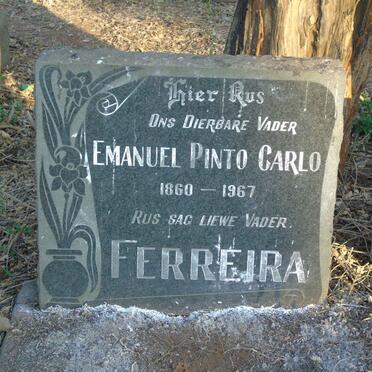 Hier Rus
Ons Dierbare Vader
Emanuel Pinto Carlo
1860 — 1967
Rus sag liewe Vader.
Ferreira